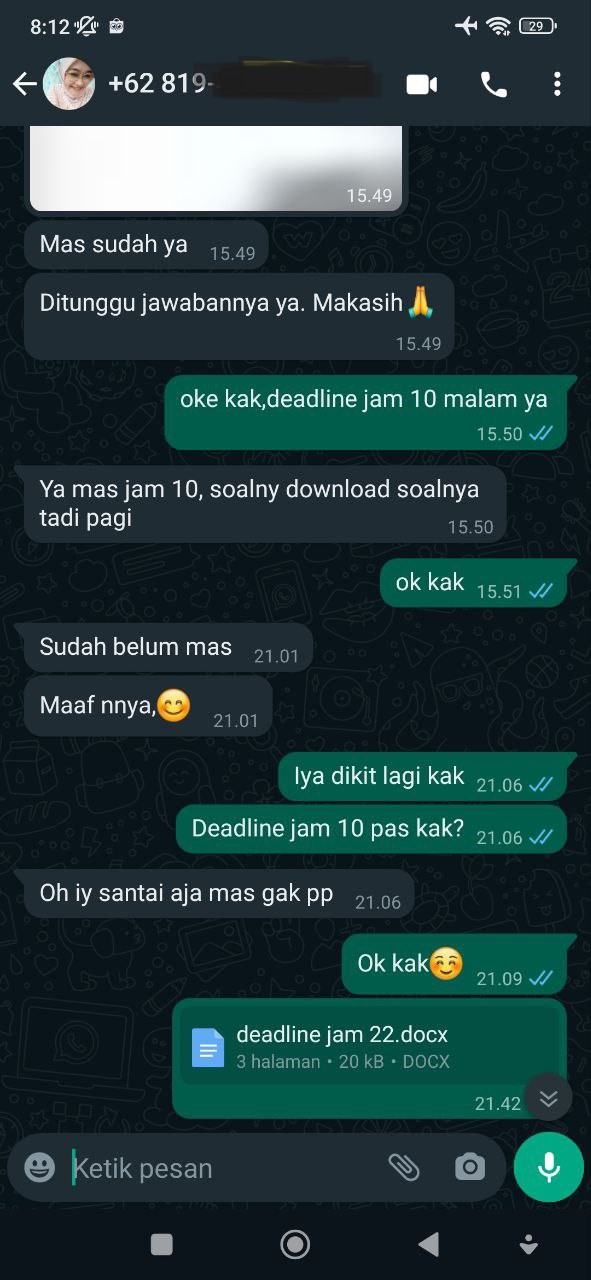 8:12
29
+62 819-
15.49
Mas sudah ya
15.49
Ditunggu jawabannya ya. Makasih🙏
15.49
oke kak,deadline jam 10 malam ya
15.50
Ya mas jam 10, soalny download soalnya
tadi pagi
15.50
ok kak
15.51
Sudah belum mas
21.01
Maaf nnya,😊
21.01
Iya dikit lagi kak
21.06
Deadline jam 10 pas kak?
21.06
Oh iy santai aja mas gak pp
21.06
Ok kak☺️
21.09
deadline jam 22.docx
3 halaman • 20 kB • DOCX
21.42
Ketik pesan